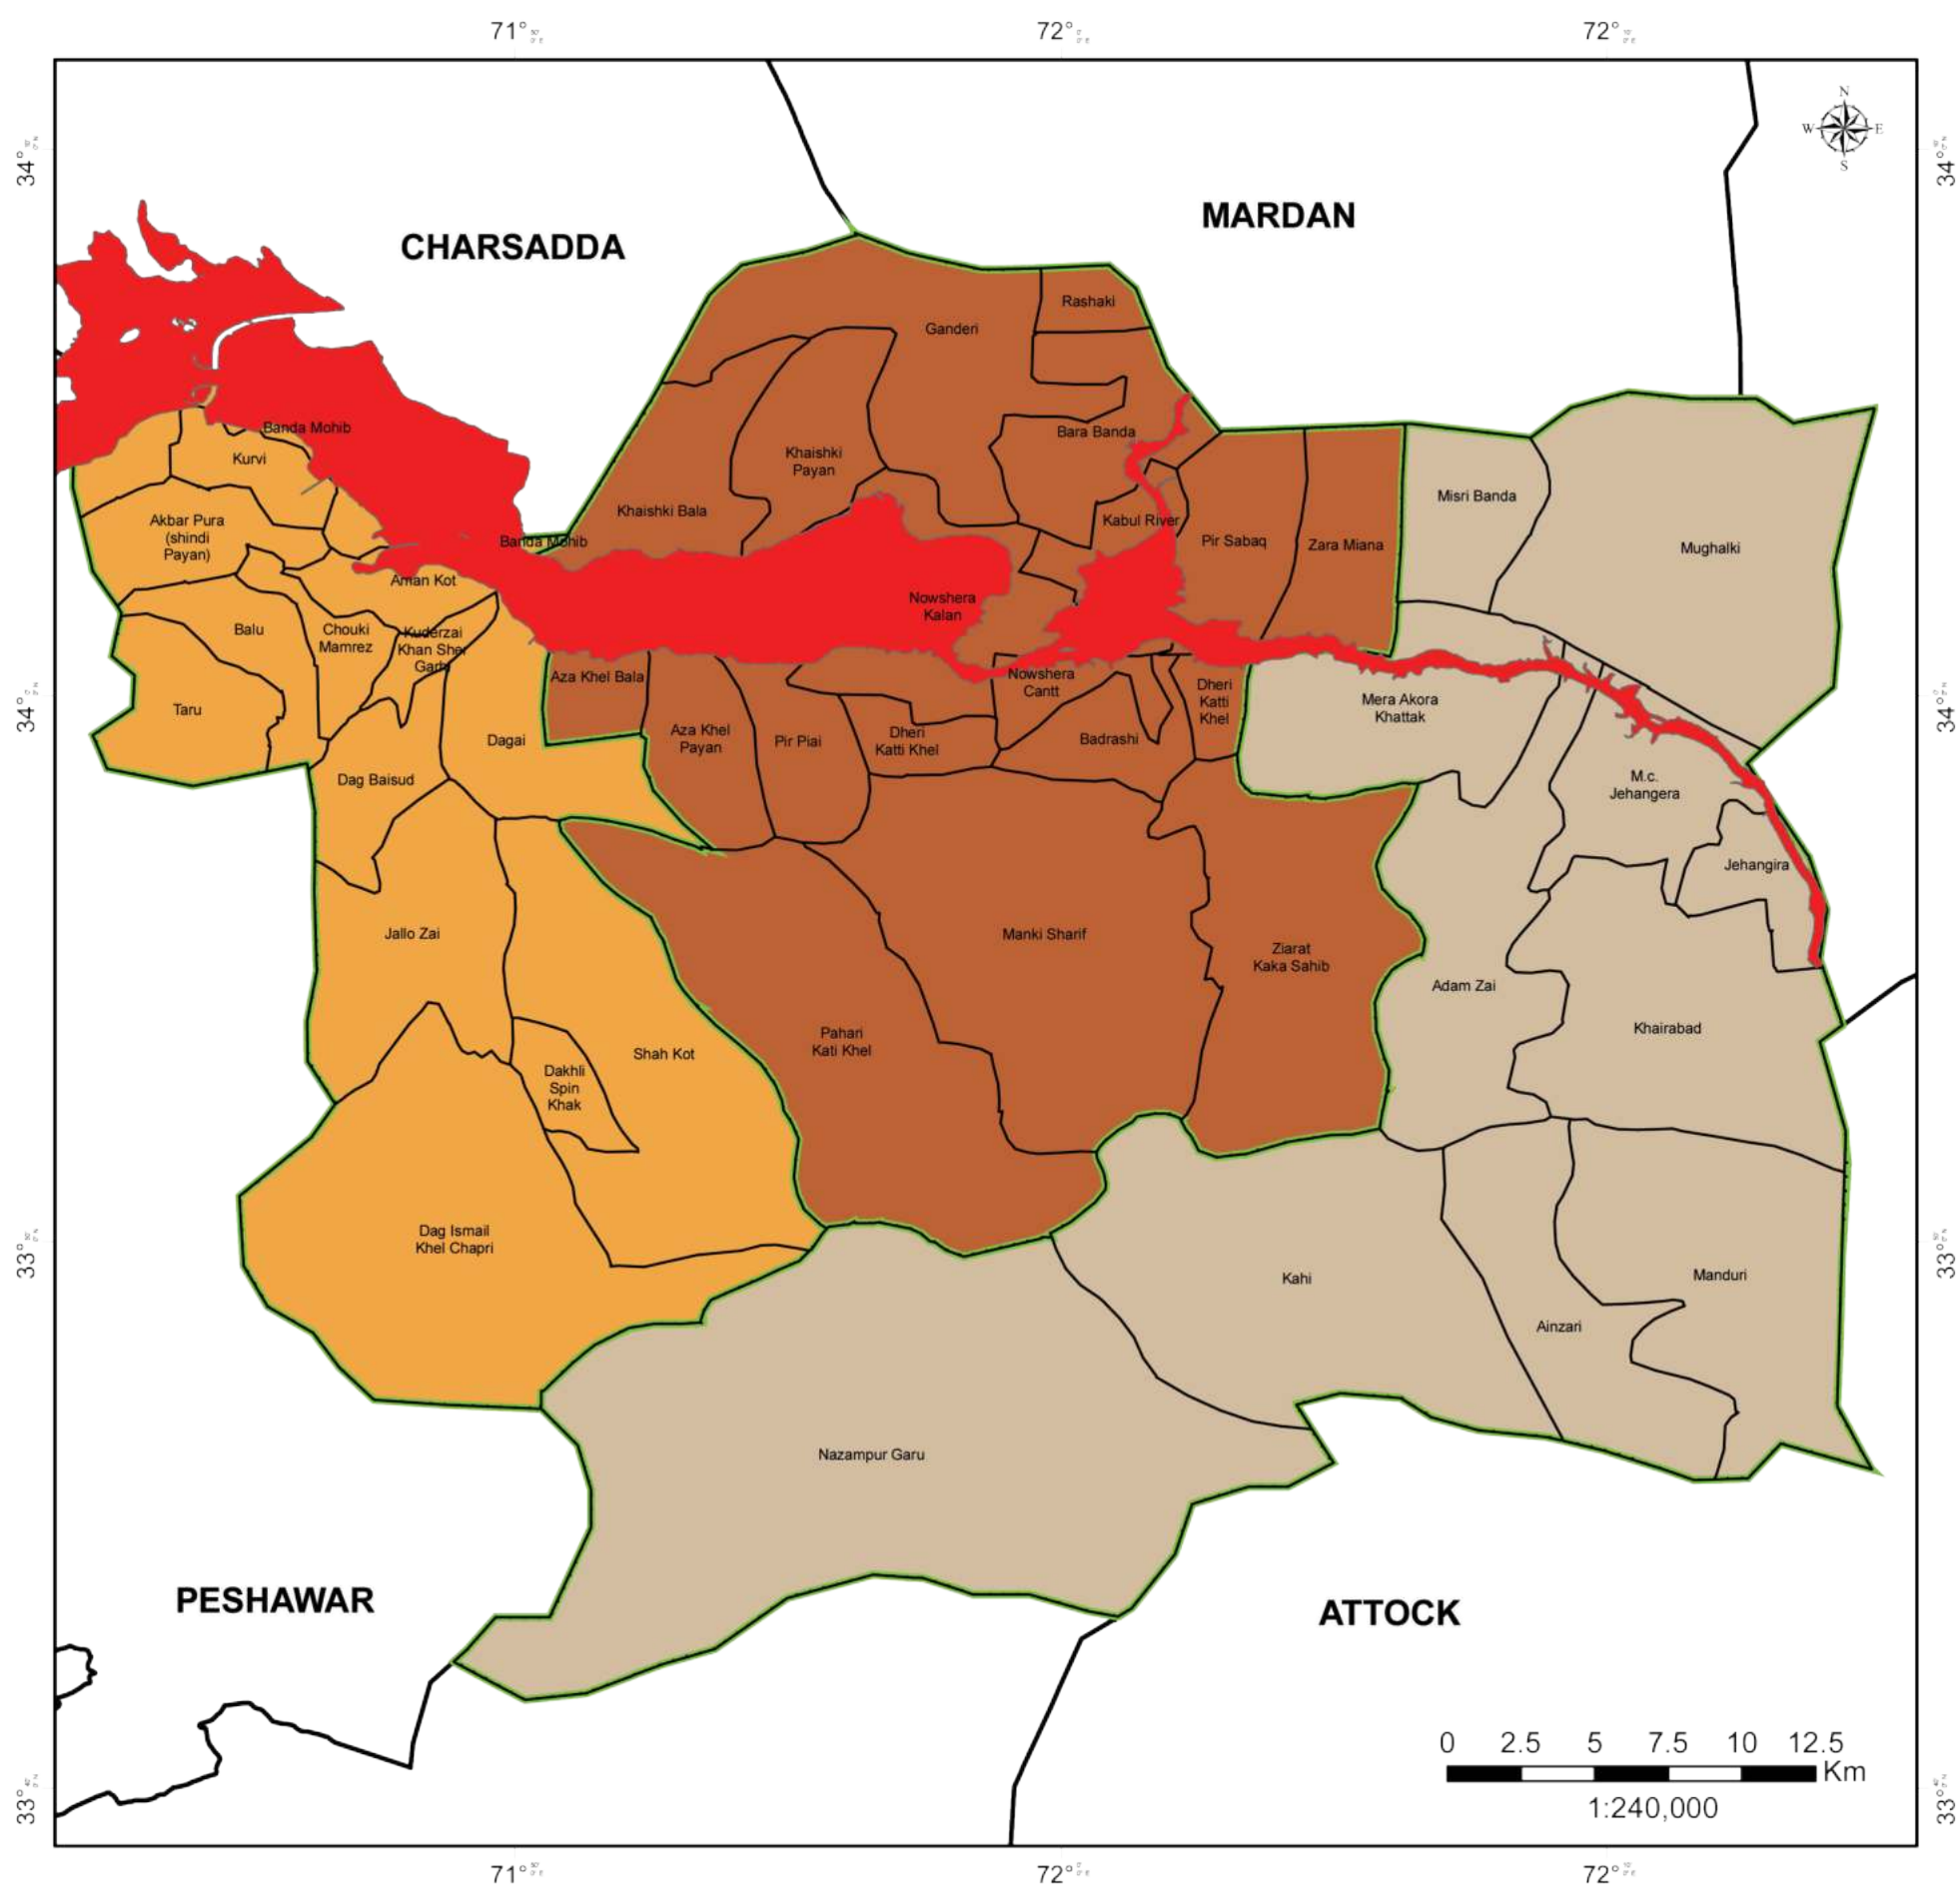 71°
72°
72°
34°
34°
N
W
E
S
MARDAN
CHARSADDA
Rashaki
Ganderi
Banda Mohib
Bara Banda
Kurvi
Khaishki
Payan
Misri Banda
Khaishki Bala
Akbar Pura
(shindi
Payan)
Kabul River
Banda Mohib
Pir Sabaq
Zara Miana
Mughalki
Aman Kot
Nowshera
Kalan
Balu
Chouki
Mamrez
Kuderzai
Khan Sher
Garh
Aza Khel Bala
Nowshera
Cantt
Dheri
Katti
Khel
Mera Akora
Khattak
34°
34°
Taru
Aza Khel
Payan
Pir Piai
Dheri
Katti Khel
Badrashi
Dagai
Dag Baisud
M.c.
Jehangera
Jehangira
Jallo Zai
Manki Sharif
Ziarat
Kaka Sahib
Adam Zai
Khairabad
Pahari
Kati Khel
Shah Kot
Dakhli
Spin
Khak
Dag Ismail
Khel Chapri
33°
33°
Kahi
Manduri
Ainzari
Nazampur Garu
PESHAWAR
ATTOCK
0 2.5 5 7.5 10 12.5
Km
1:240,000
33°
33°
71°
72°
72°